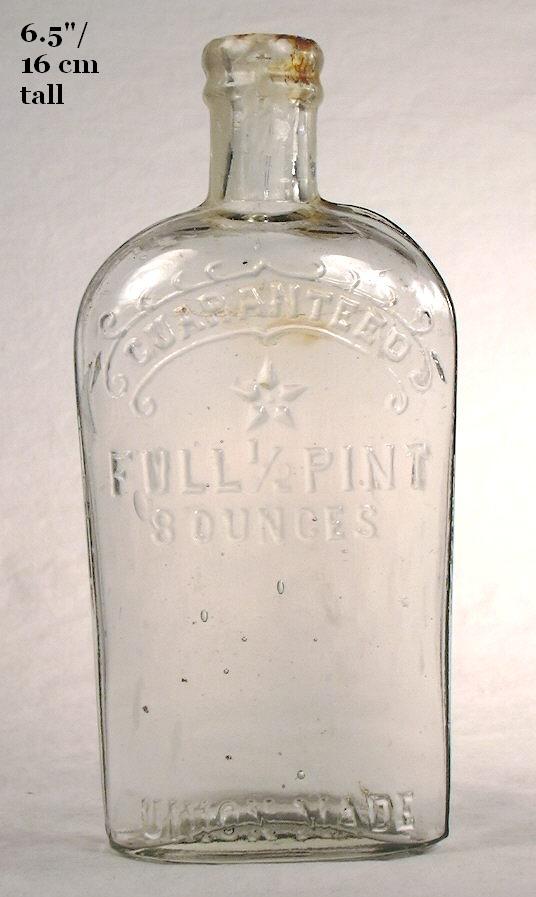 6.5"/
16 cm
tall
GUARANTEED
FULL ½ PINT
8 OUNCES
UNION MADE